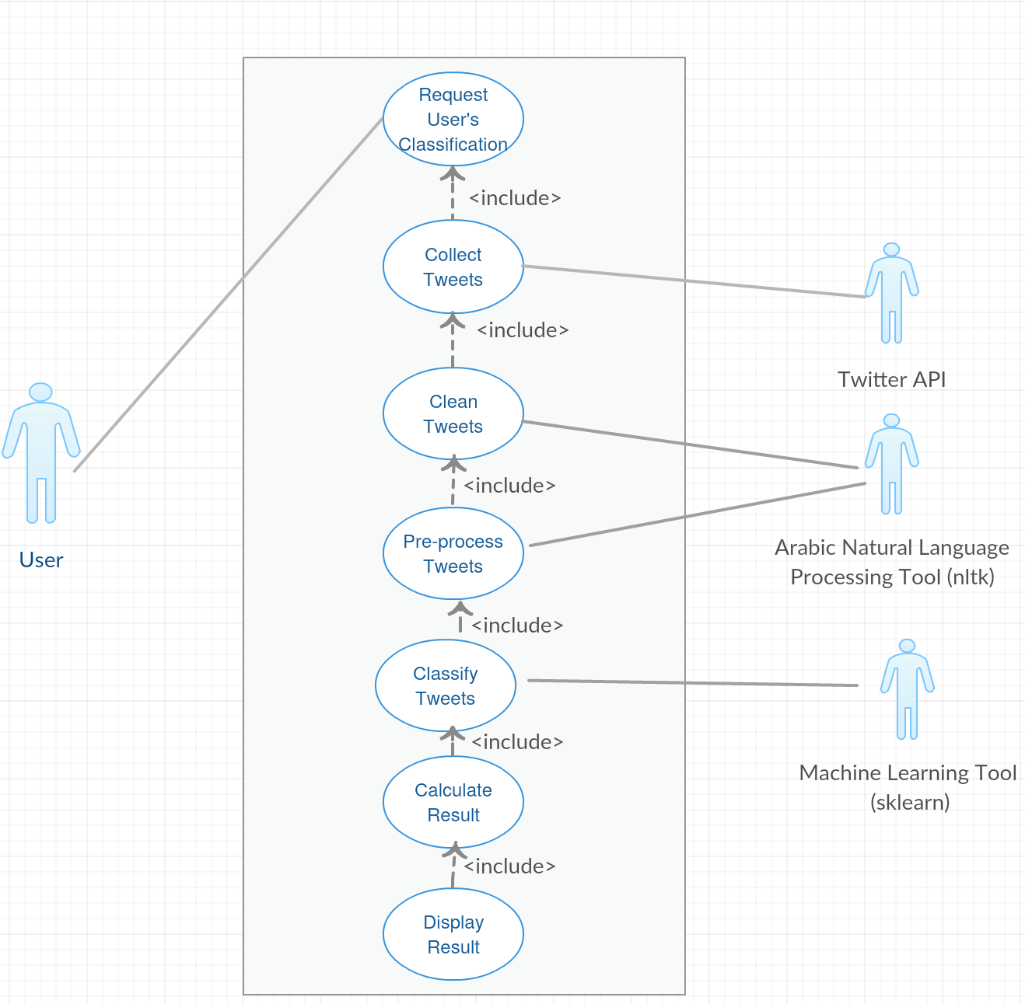 Request
User's
Classification
<include>
Collect
Tweets
<include>
Twitter API
Clean
Tweets
<include>
Pre-process
Tweets
Arabic Natural Language
Processing Tool (nltk)
User
<include>
Classify
Tweets
<include>
Machine Learning Tool
(sklearn)
Calculate
Result
<include>
Display
Result